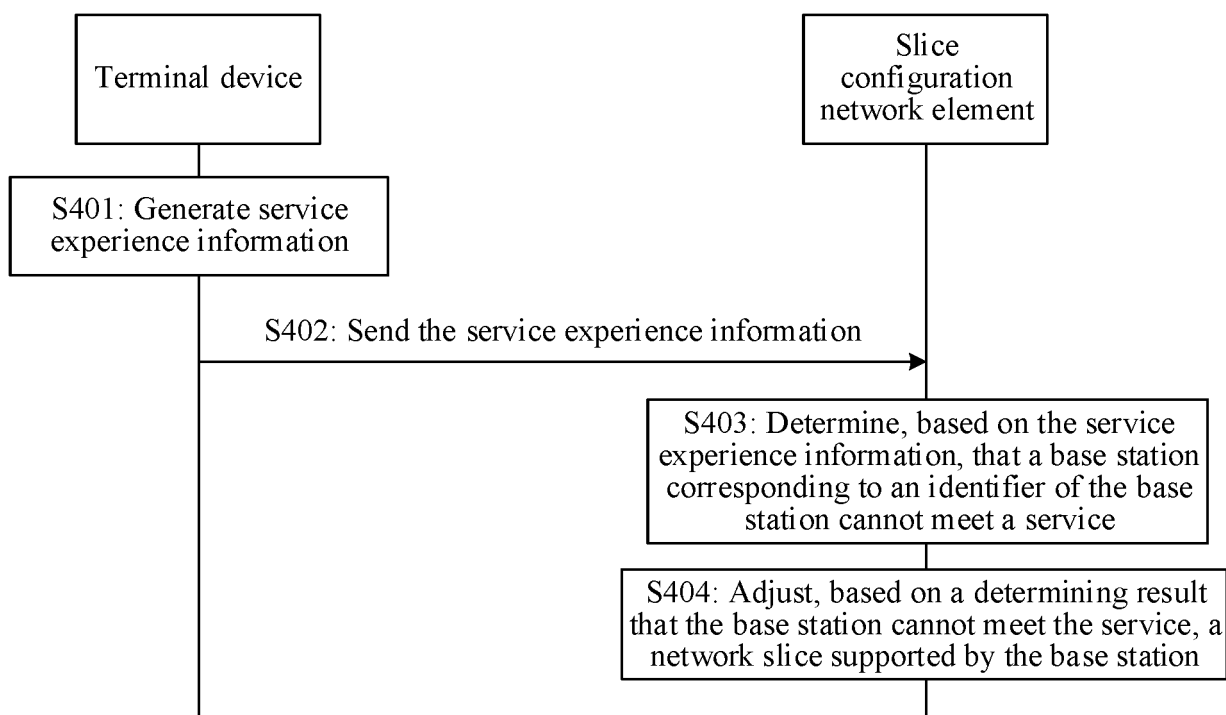 Terminal device
Slice
configuration
network element
S401: Generate service
experience information
S402: Send the service experience information
S403: Determine, based on the service
experience information, that a base station
corresponding to an identifier of the base
station cannot meet a service
S404: Adjust, based on a determining result
that the base station cannot meet the service, a
network slice supported by the base station